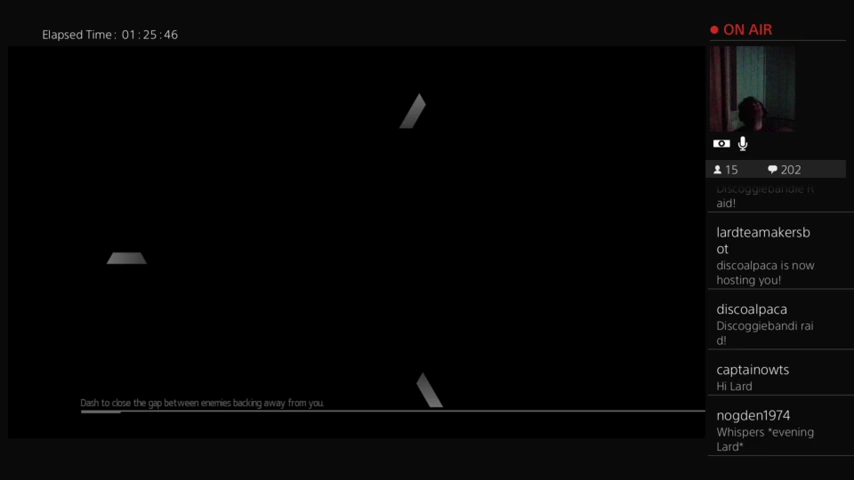 Elapsed Time : 01 : 25 : 46
ON AIR
15 202
Discoggiebandie R
aid!
lardteamakersb
ot
discoalpaca is now
hosting you!
discoalpaca
Discoggiebandi rai
d!
captainowts
Hi Lard
nogden1974
Whispers *evening
Lard*
Dash to close the gap between enemies backing away from you.